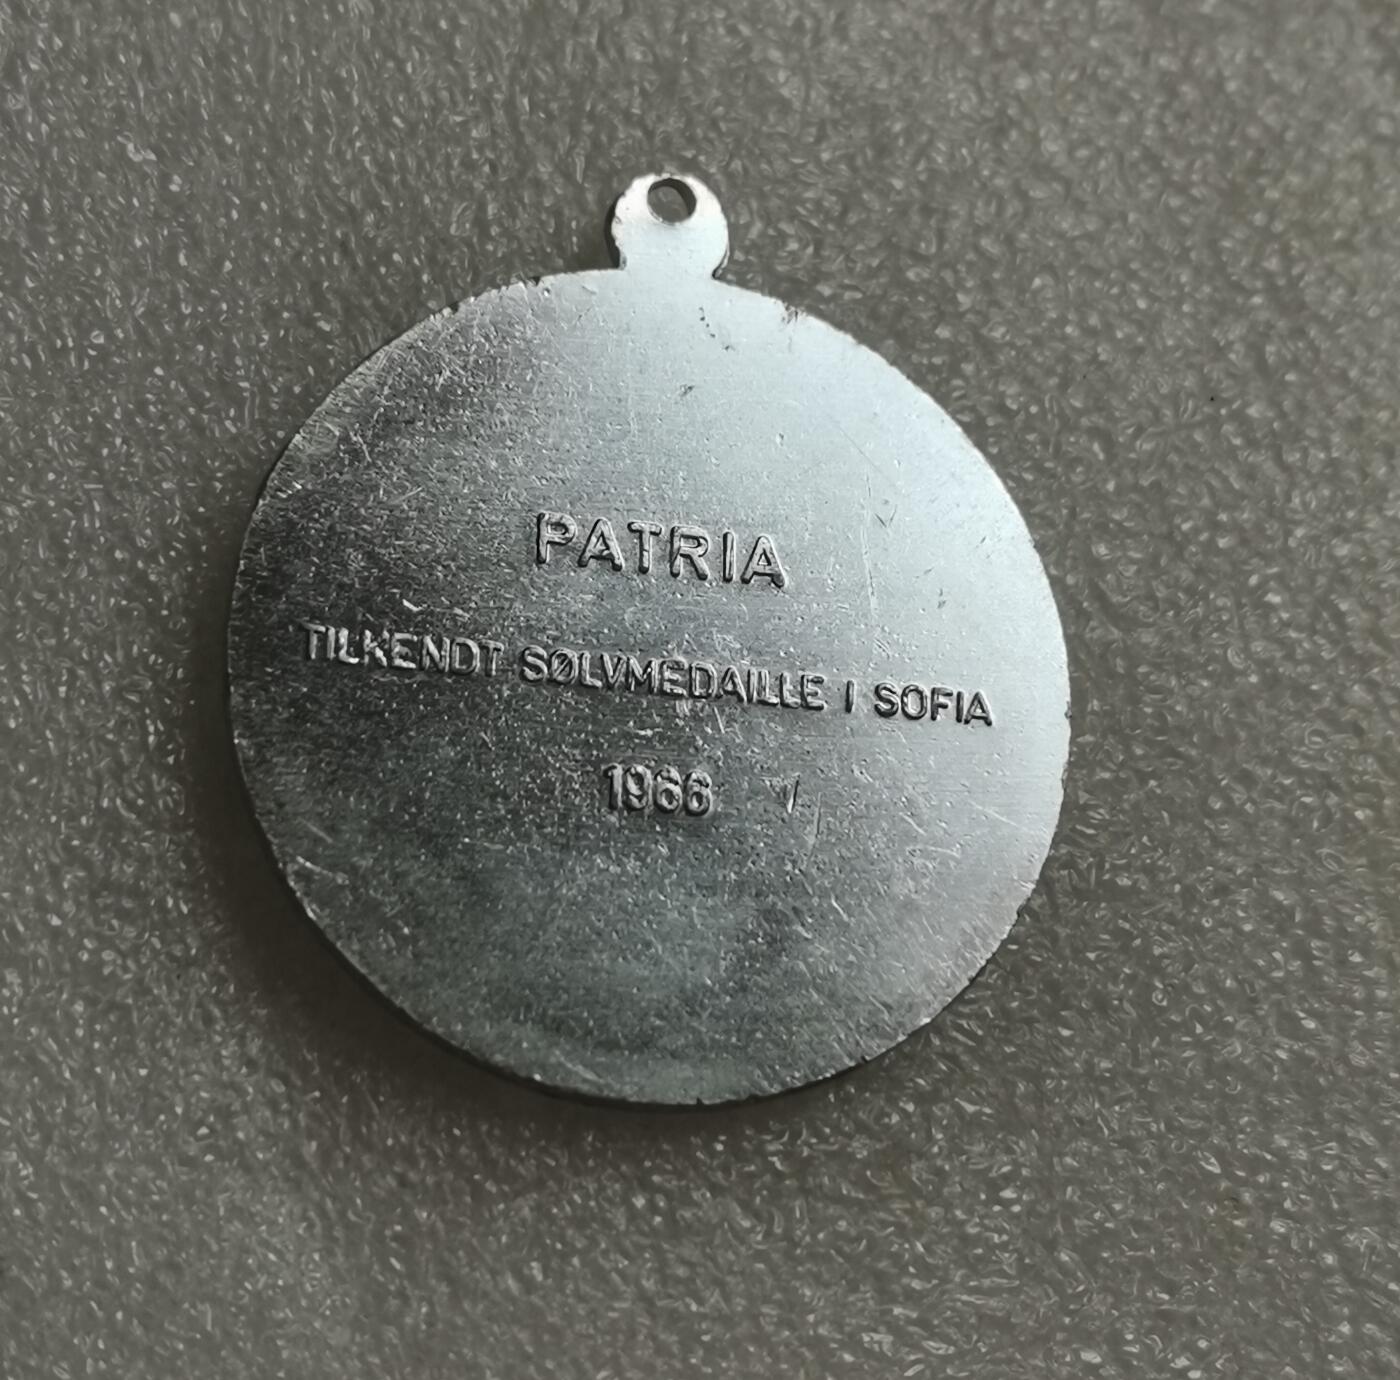 PATRIA
TILKENDT SØLVMEDAILLE I SOFIA
1966